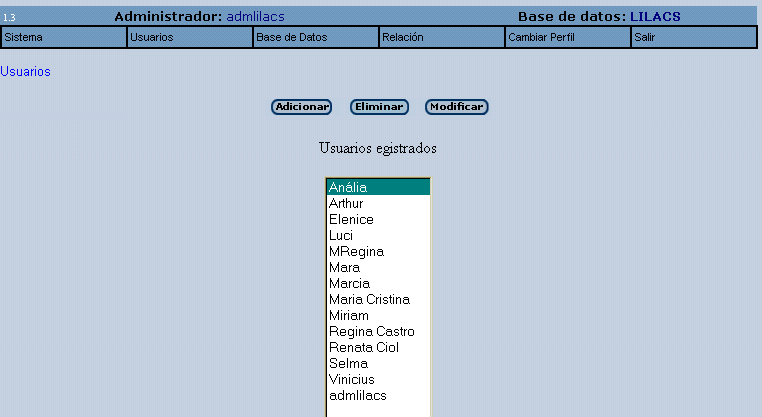 1.3 Administrador: admlilacs Base de datos: LILACS
Sistema Usuarios Base de Datos Relación Cambiar Perfil Salir
Usuarios
Adicionar Eliminar Modificar
Usuarios egistrados
Anália
Arthur
Elenice
Luci
MRegina
Mara
Marcia
Maria Cristina
Miriam
Regina Castro
Renata Ciol
Selma
Vinicius
admlilacs